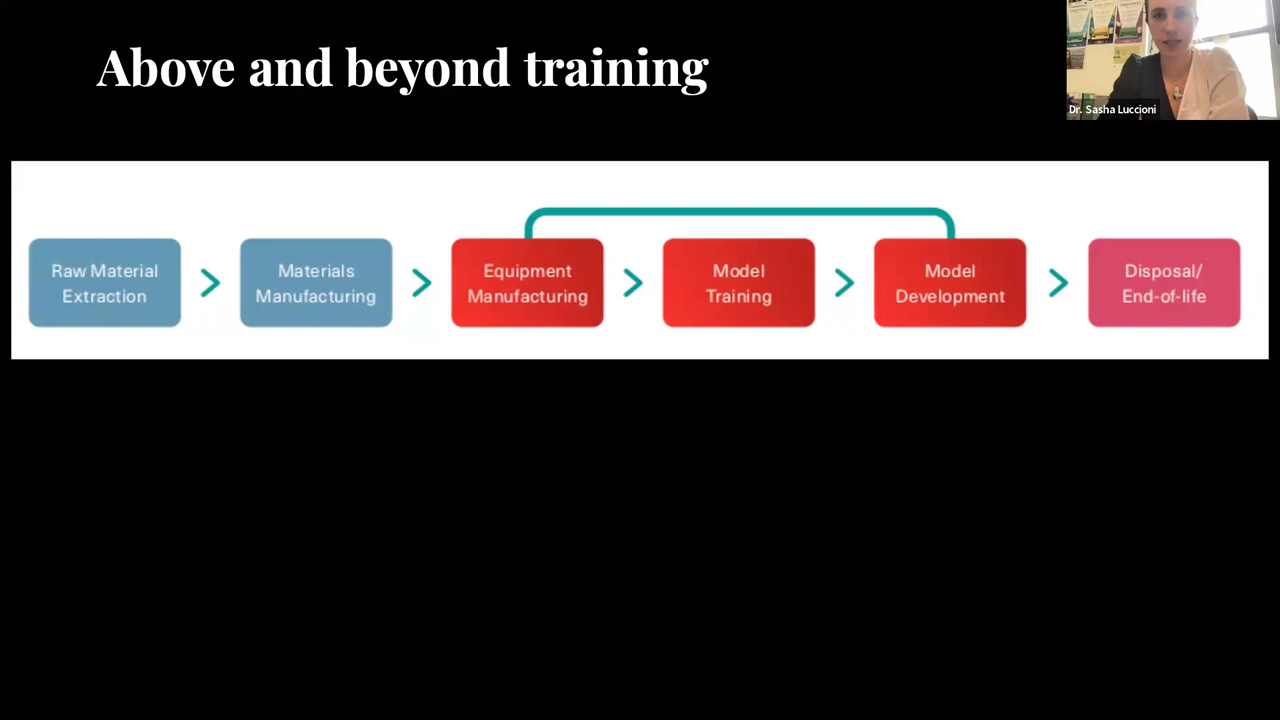 Above and beyond training
Dr. Sasha Luccioni
Raw Material
Extraction
Materials
Manufacturing
Equipment
Manufacturing
Model
Training
Model
Development
Disposal/
End-of-life